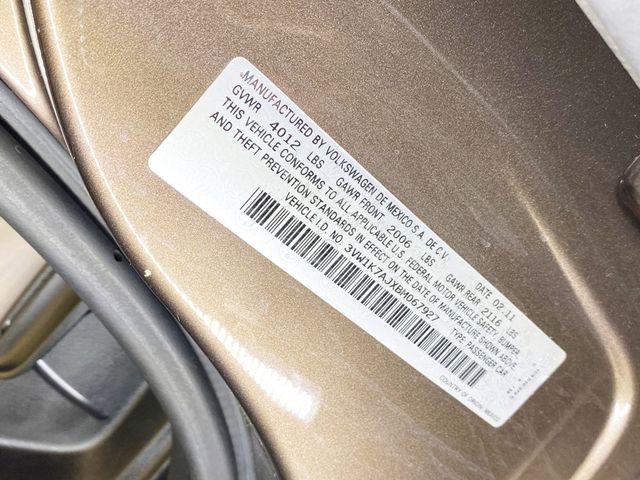 MANUFACTURED BY VOLKSWAGEN DE MEXICO S.A. DE C.V. DATE 02.11
GVWR 4012 LBS GAWR FRONT 2006 LBS GAWR REAR 2116 LBS
THIS VEHICLE CONFORMS TO ALL APPLICABLE U.S. FEDERAL MOTOR VEHICLE SAFETY, BUMPER
AND THEFT PREVENTION STANDARDS IN EFFECT ON THE DATE OF MANUFACTURE SHOWN ABOVE.
VEHICLE I.D. NO. 3VW1K7AJXBM067927 TYPE: PASSENGER CAR
COUNTRY OF ORIGIN: MEXICO